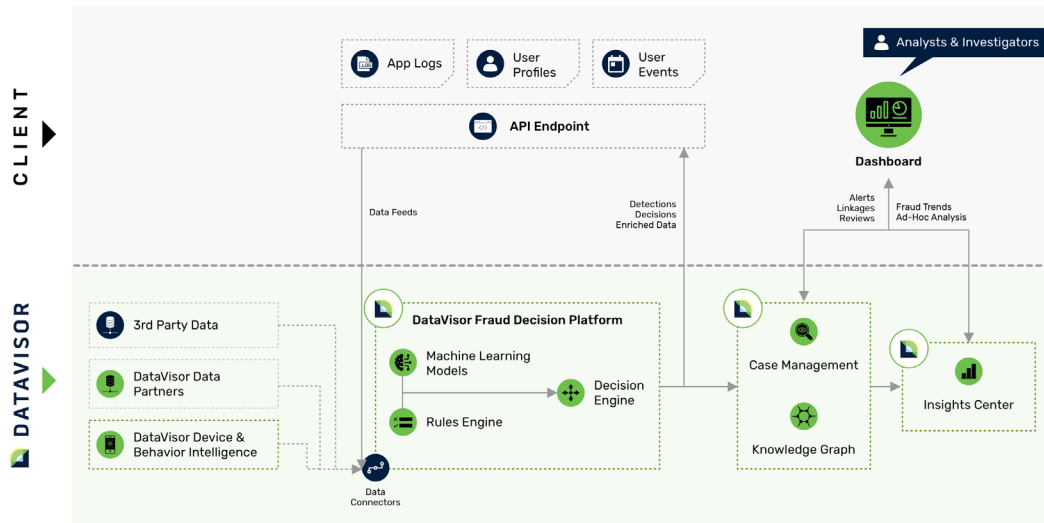 CLIENT
App Logs
User
Profiles
User
Events
API Endpoint
Analysts & Investigators
Dashboard
Data Feeds
Detections
Decisions
Enriched Data
Alerts
Linkages
Reviews
Fraud Trends
Ad-Hoc Analysis
DATAVISOR
3rd Party Data
DataVisor Data
Partners
DataVisor Device &
Behavior Intelligence
Data
Connectors
DataVisor Fraud Decision Platform
Machine Learning
Models
Rules Engine
Decision
Engine
Case Management
Knowledge Graph
Insights Center